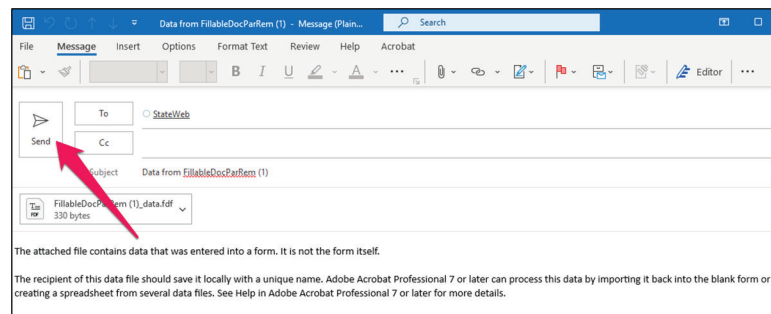 Data from FillableDocParRem (1) - Message (Plain... Search
File Message Insert Options Format Text Review Help Acrobat
B I U A Editor
To StateWeb
Send Cc
Subject Data from FillableDocParRem (1)
FillableDocParRem (1)_data.fdf
PDF 330 bytes
The attached file contains data that was entered into a form. It is not the form itself.
The recipient of this data file should save it locally with a unique name. Adobe Acrobat Professional 7 or later can process this data by importing it back into the blank form or
creating a spreadsheet from several data files. See Help in Adobe Acrobat Professional 7 or later for more details.